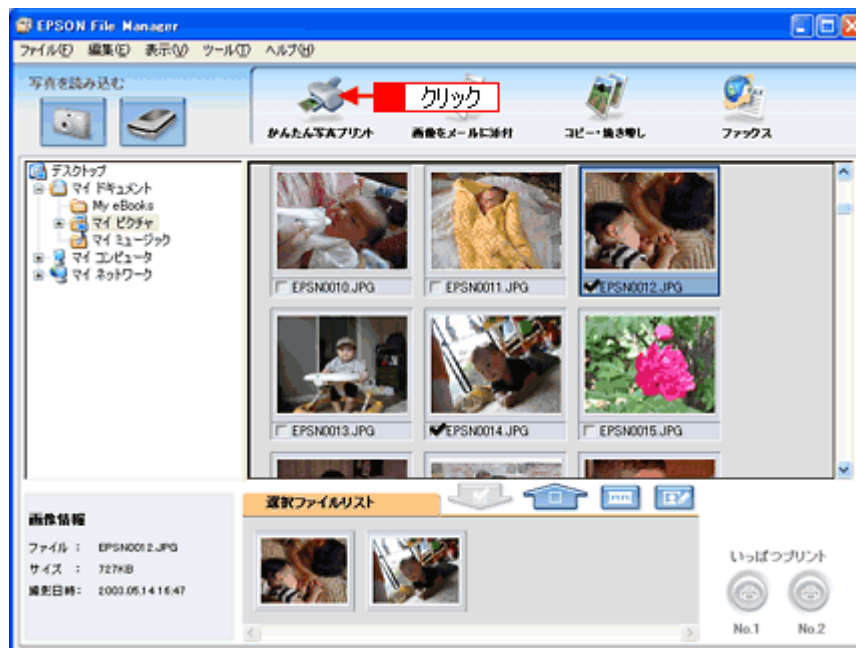 EPSON File Manager
ファイル(F) 編集(E) 表示(V) ツール(T) ヘルプ(H)
写真を読み込む
クリック
かんたん写真プリント 画像をメールに添付 コピー・焼き増し ファックス
デスクトップ
マイ ドキュメント
My eBooks
マイ ピクチャ
マイ ミュージック
マイ コンピュータ
マイ ネットワーク
EPSN0010.JPG EPSN0011.JPG EPSN0012.JPG
EPSN0013.JPG EPSN0014.JPG EPSN0015.JPG
選択ファイルリスト
画像情報
ファイル : EPSN0012.JPG
サイズ : 727KB
撮影日時: 2003.05.14 16:47
いっぱつプリント
No.1 No.2